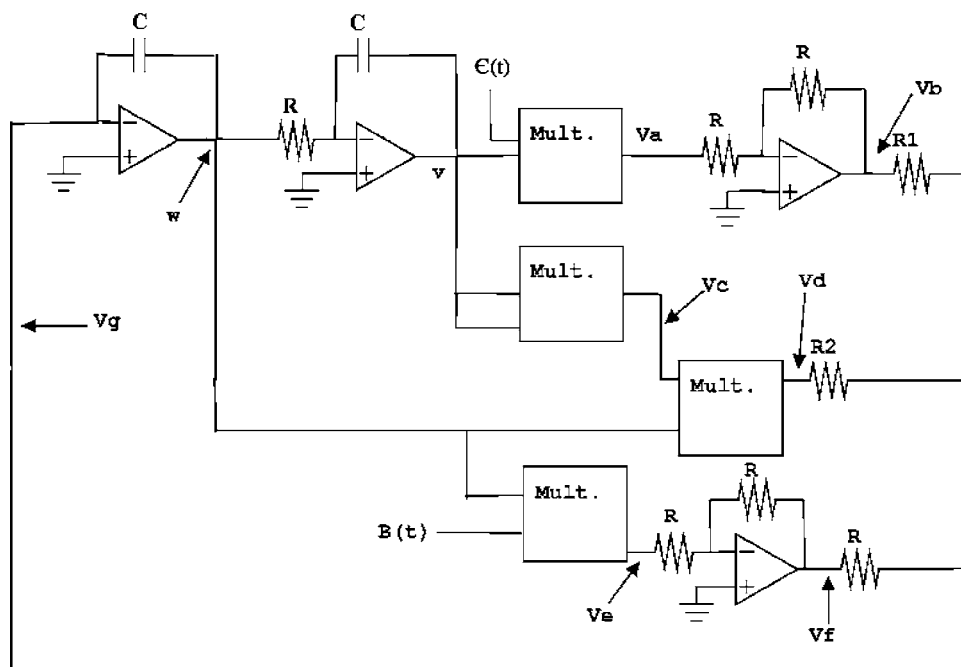 C
C
Є(t)
R
Vb
R
Mult.
Va
R
R1
v
w
Mult.
Vc
Vd
Vg
R2
Mult.
Mult.
R
R
R
B(t)
Ve
Vf